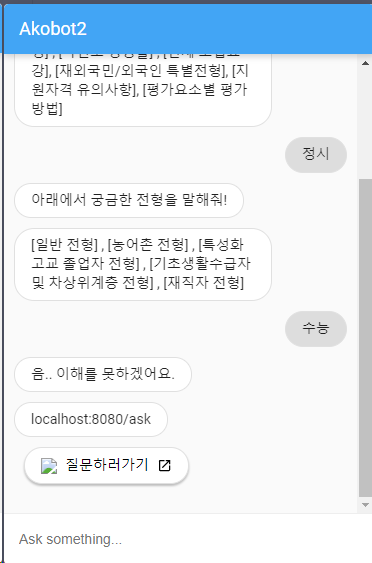 Akobot2
강], [재외국민/외국인 특별전형], [지
원자격 유의사항], [평가요소별 평가
방법]
정시
아래에서 궁금한 전형을 말해줘!
[일반 전형] , [농어촌 전형] , [특성화
고교 졸업자 전형] , [기초생활수급자
및 차상위계층 전형] , [재직자 전형]
수능
음.. 이해를 못하겠어요.
localhost:8080/ask
질문하러가기
Ask something...